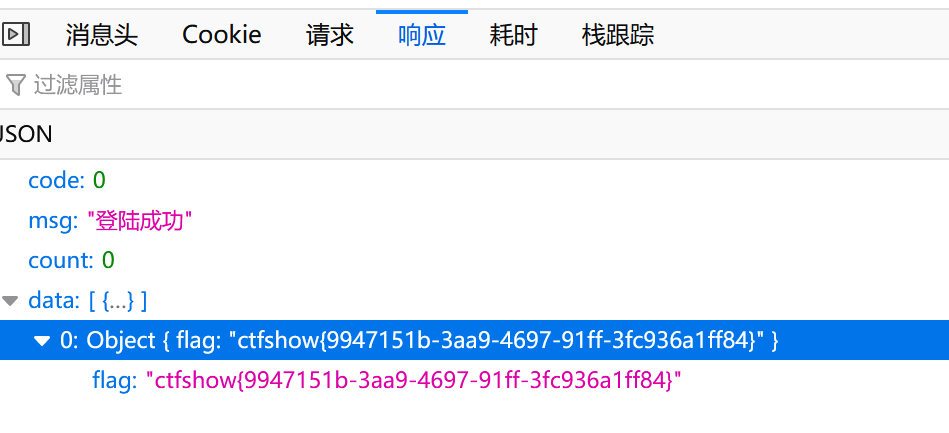 消息头 Cookie 请求 响应 耗时 栈跟踪
过滤属性
JSON
code: 0
msg: "登陆成功"
count: 0
data: [ {…} ]
0: Object { flag: "ctfshow{9947151b-3aa9-4697-91ff-3fc936a1ff84}" }
flag: "ctfshow{9947151b-3aa9-4697-91ff-3fc936a1ff84}"